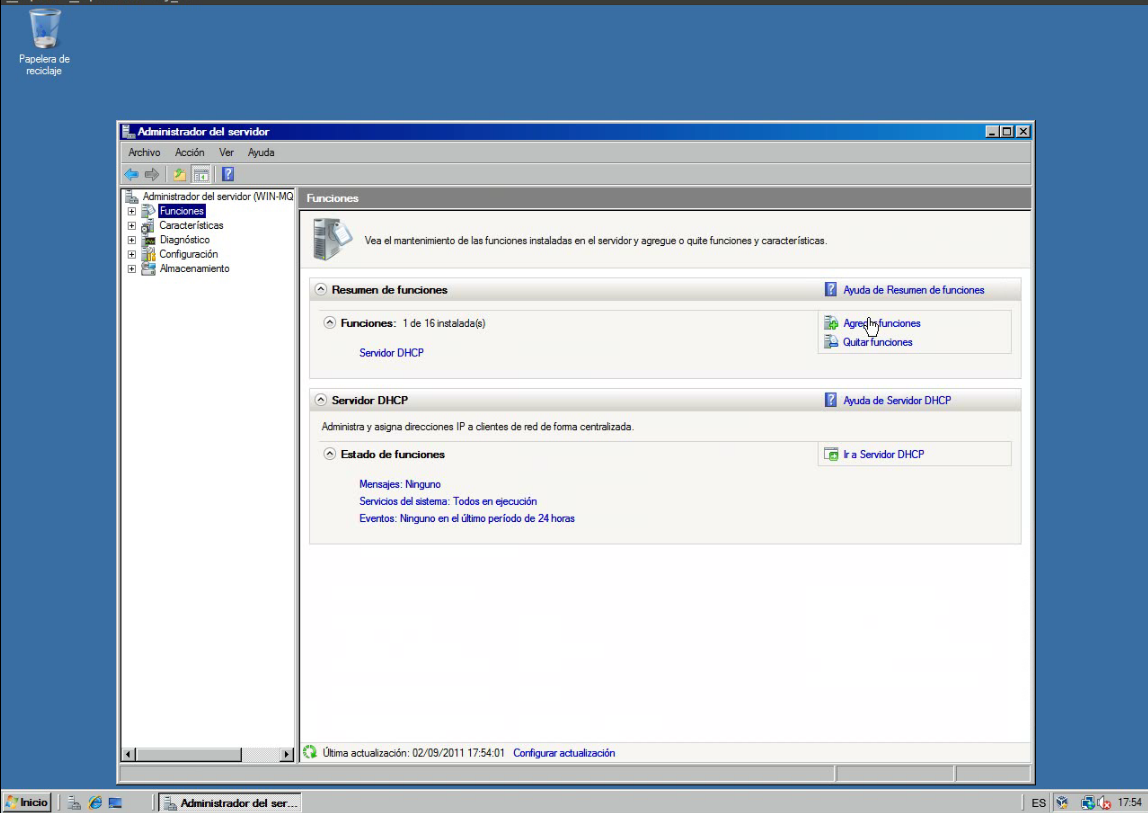 Papelera de
reciclaje
Administrador del servidor
Archivo Acción Ver Ayuda
Administrador del servidor (WIN-MQ
Funciones
Características
Diagnóstico
Configuración
Almacenamiento
Funciones
Vea el mantenimiento de las funciones instaladas en el servidor y agregue o quite funciones y características.
Resumen de funciones
Ayuda de Resumen de funciones
Funciones: 1 de 16 instalada(s)
Agregar funciones
Servidor DHCP
Quitar funciones
Servidor DHCP
Ayuda de Servidor DHCP
Administra y asigna direcciones IP a clientes de red de forma centralizada.
Estado de funciones
Ir a Servidor DHCP
Mensajes: Ninguno
Servicios del sistema: Todos en ejecución
Eventos: Ninguno en el último período de 24 horas
Última actualización: 02/09/2011 17:54:01 Configurar actualización
Inicio
Administrador del ser...
ES
17:54